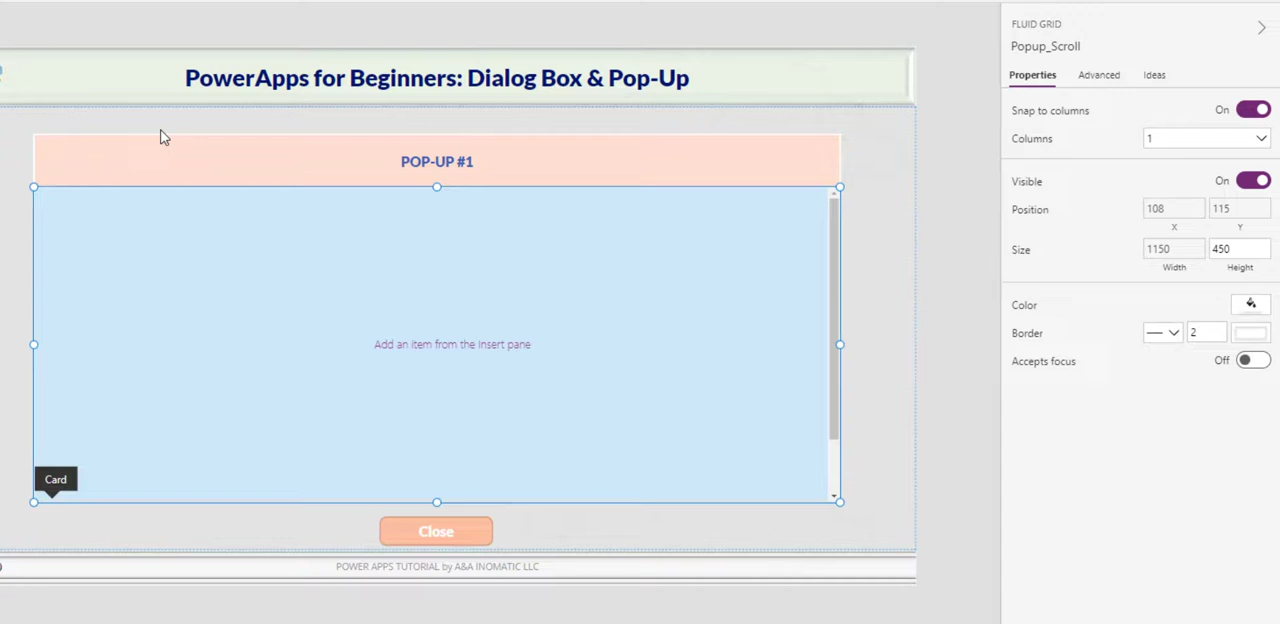 PowerApps for Beginners: Dialog Box & Pop-Up
POP-UP #1
Add an item from the Insert pane
Card
Close
POWER APPS TUTORIAL by A&A INOMATIC LLC
FLUID GRID
Popup_Scroll
Properties Advanced Ideas
Snap to columns On
Columns 1
Visible On
Position 108 115
X Y
Size 1150 450
Width Height
Color
Border 2
Accepts focus Off